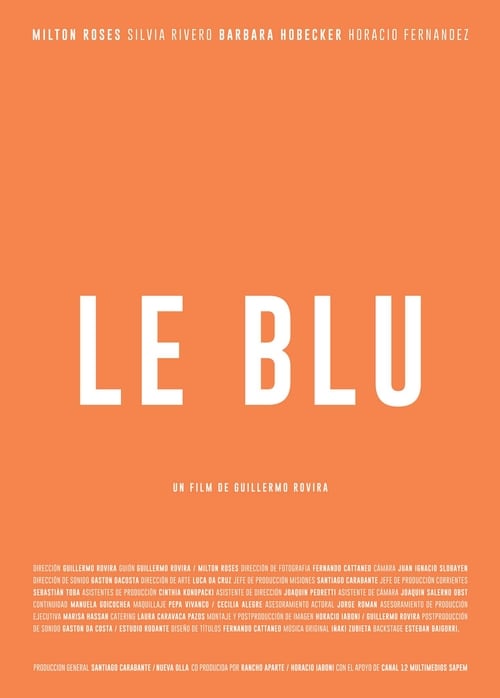 MILTON ROSES SILVIA RIVERO BARBARA HOBECKER HORACIO FERNANDEZ
LE BLU
UN FILM DE GUILLERMO ROVIRA
DIRECCIÓN GUILLERMO ROVIRA GUIÓN GUILLERMO ROVIRA / MILTON ROSES DIRECCIÓN DE FOTOGRAFIA FERNANDO CATTANEO CÁMARA JUAN IGNACIO SLOBAYEN
DIRECCIÓN DE SONIDO GASTON DACOSTA DIRECCIÓN DE ARTE LUCA DA CRUZ JEFE DE PRODUCCIÓN MISIONES SANTIAGO CARABANTE JEFE DE PRODUCCIÓN CORRIENTES
SEBASTIÁN TOBA ASISTENTES DE PRODUCCIÓN CINTHIA KONOPACKI ASISTENTE DE DIRECCIÓN JOAQUIN PEDRETTI ASISTENTE DE CÁMARA JOAQUIN SALERNO OBST
CONTINUIDAD MANUELA GOICOCHEA MAQUILLAJE PEPA VIVANCO / CECILIA ALEGRE ASESORAMIENTO ACTORAL JORGE ROMAN ASESORAMIENTO DE PRODUCCIÓN
EJECUTIVA MARISA HASSAN CATERING LAURA CARAVACA PAZOS MONTAJE Y POSTPRODUCCIÓN DE IMAGEN HORACIO IABONI / GUILLERMO ROVIRA POSTPRODUCCIÓN
DE SONIDO GASTON DA COSTA / ESTUDIO RODANTE DISEÑO DE TÍTULOS FERNANDO CATTANEO MÚSICA ORIGINAL IÑAKI ZUBIETA BACKSTAGE ESTEBAN BAIGORRI.
PRODUCCION GENERAL SANTIAGO CARABANTE / NUEVA OLLA CO PRODUCIDA POR RANCHO APARTE / HORACIO IABONI CON EL APOYO DE CANAL 12 MULTIMEDIOS SAPEM